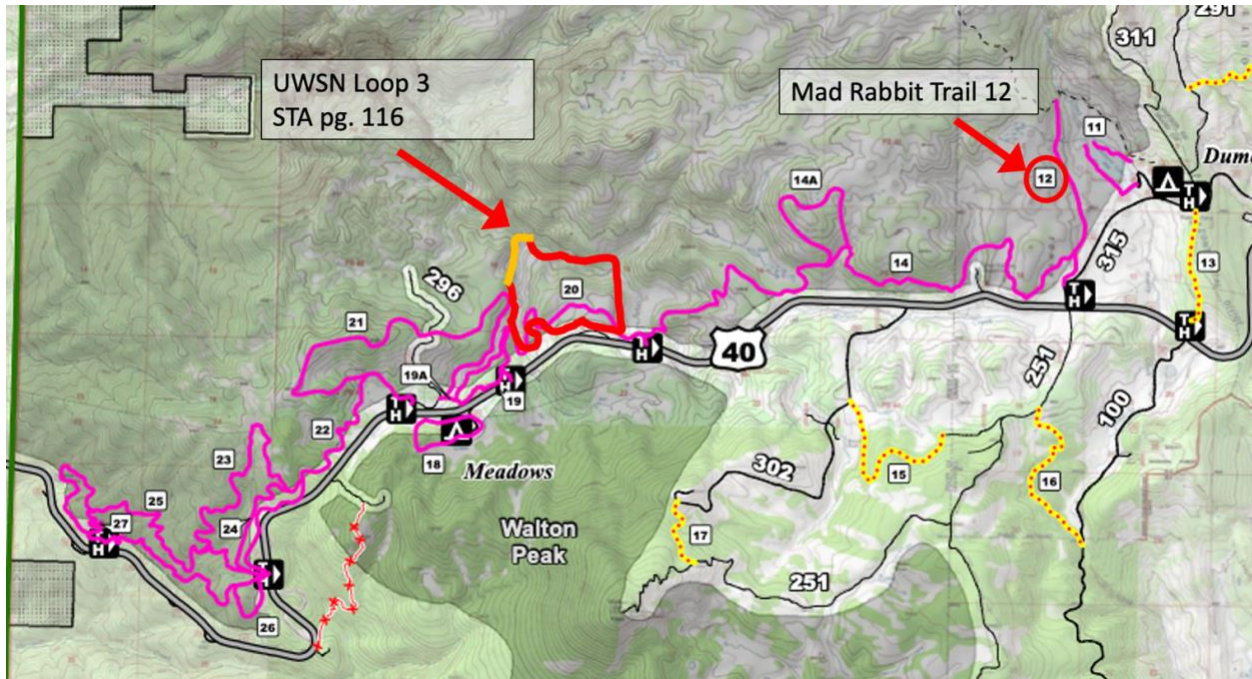 291
311
UWSN Loop 3
STA pg. 116
Mad Rabbit Trail 12
11
Dum
12
14A
T
H
315
14
13
296
20
21
T
H
T
H
40
T
H
251
19A
T
H
19
T
H
100
22
18
Meadows
23
302
15
16
25
24
27
H
Walton
Peak
17
T
H
251
26